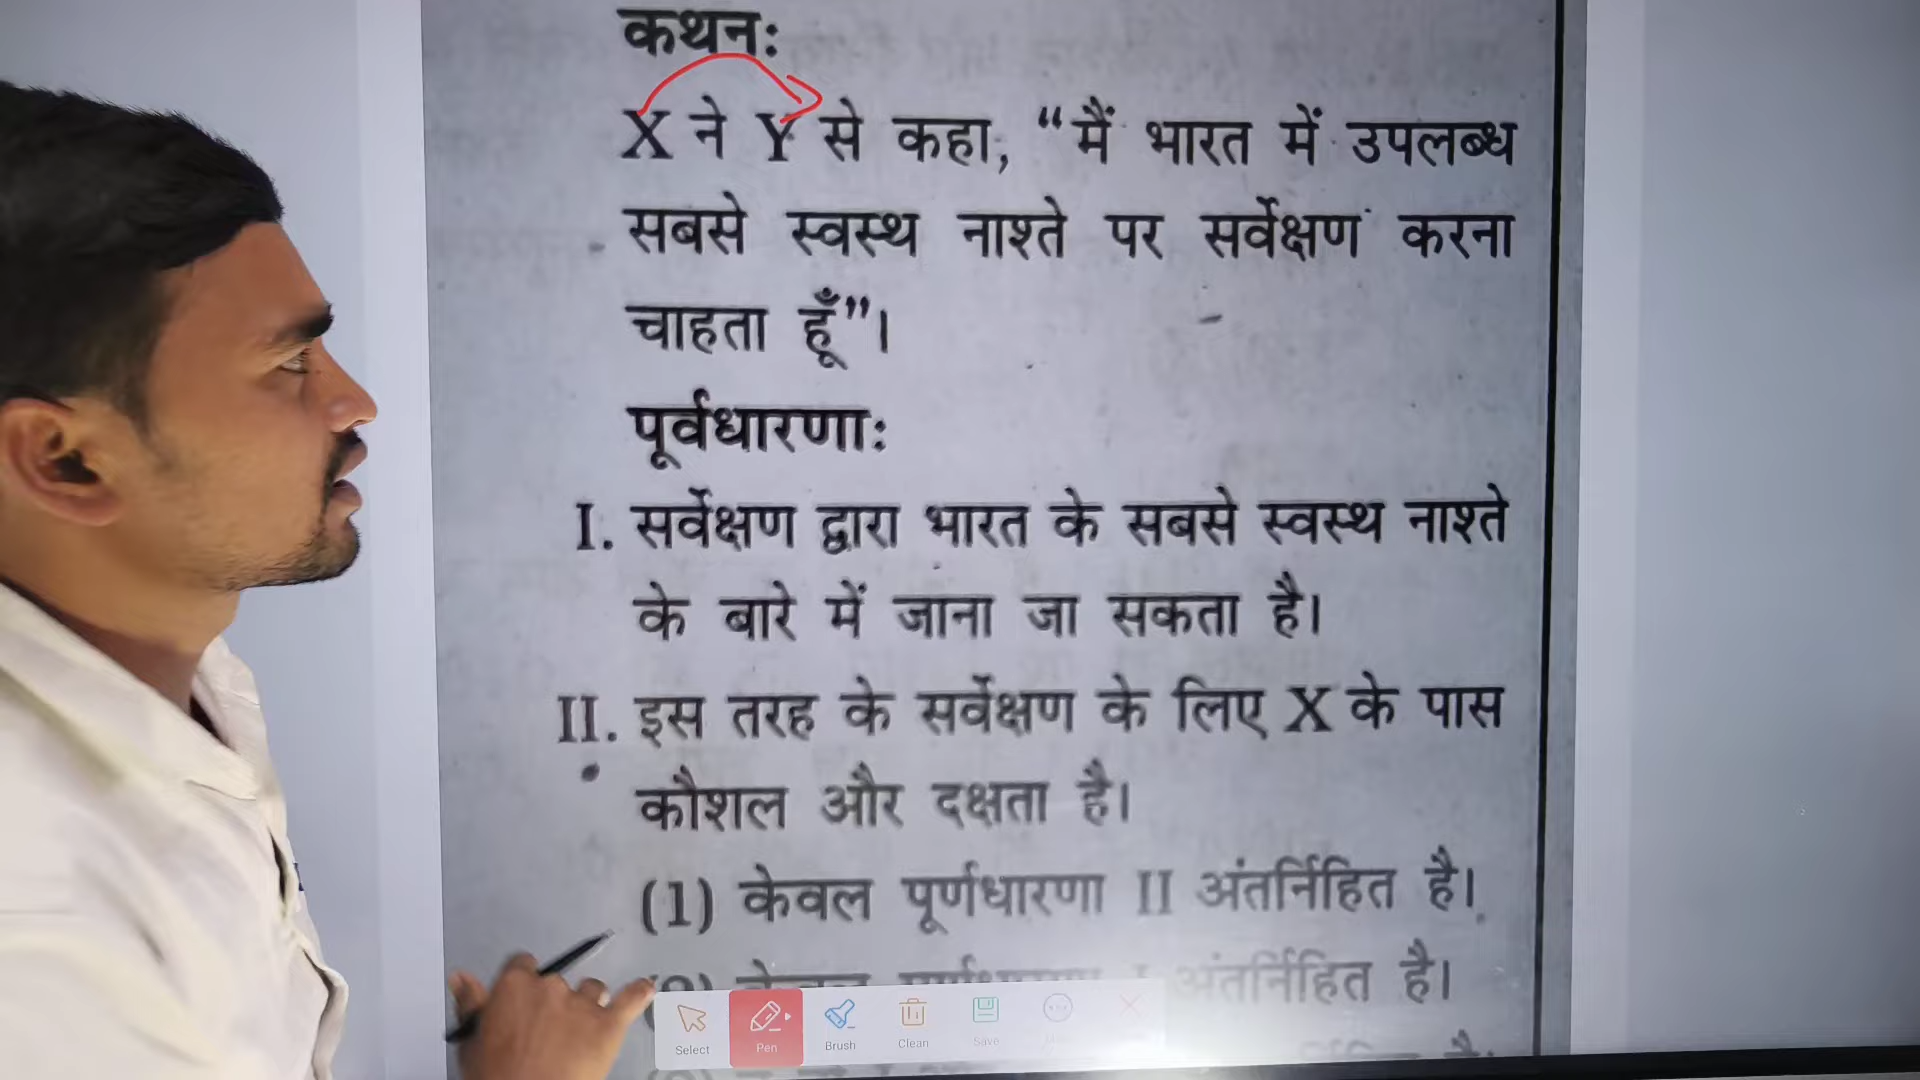 कथनः
X ने Y से कहा, “मैं भारत में उपलब्ध
सबसे स्वस्थ नाश्ते पर सर्वेक्षण करना
चाहता हूँ”।
पूर्वधारणाः
I. सर्वेक्षण द्वारा भारत के सबसे स्वस्थ नाश्ते
के बारे में जाना जा सकता है।
II. इस तरह के सर्वेक्षण के लिए X के पास
कौशल और दक्षता है।
(1) केवल पूर्णधारणा II अंतर्निहित है।
अंतर्निहित है।
Select Pen Brush Clean Save